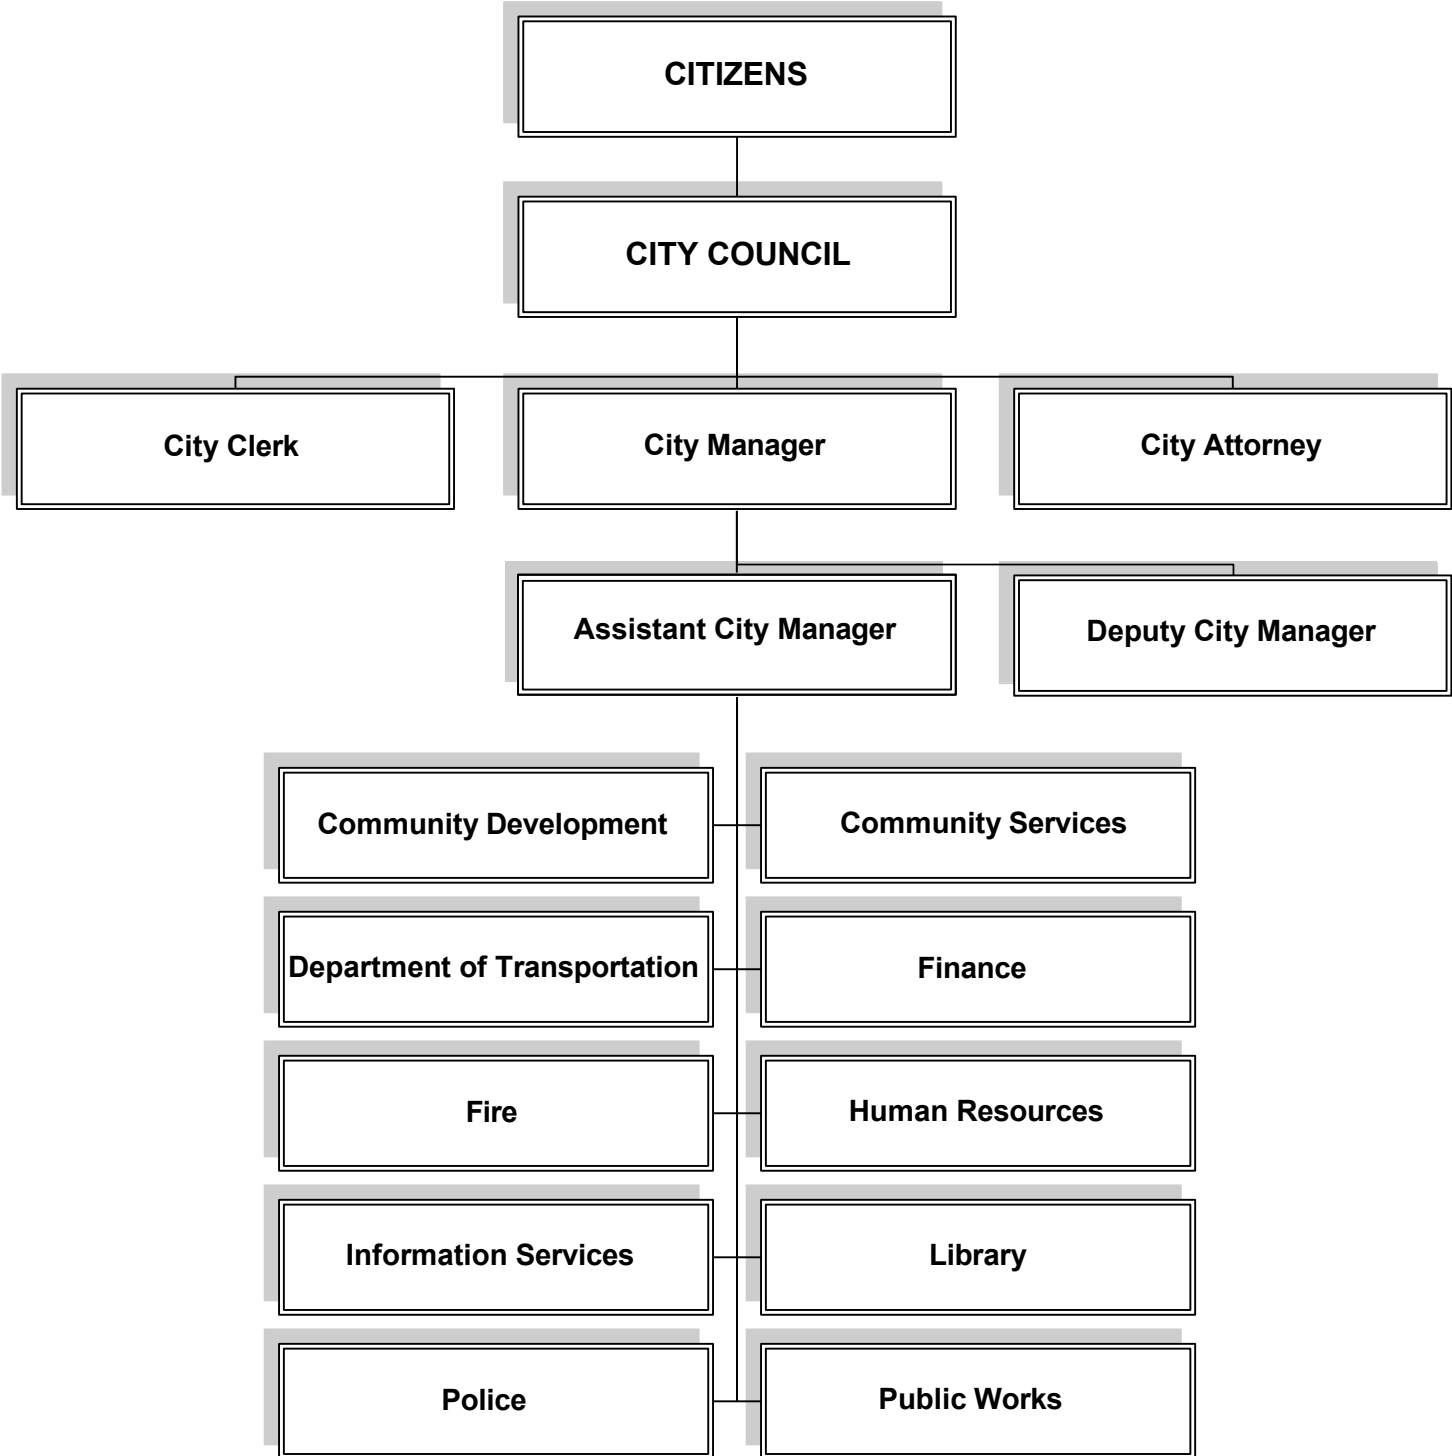 CITIZENS
CITY COUNCIL
City Clerk
City Manager
City Attorney
Assistant City Manager
Deputy City Manager
Community Development
Community Services
Department of Transportation
Finance
Fire
Human Resources
Information Services
Library
Police
Public Works